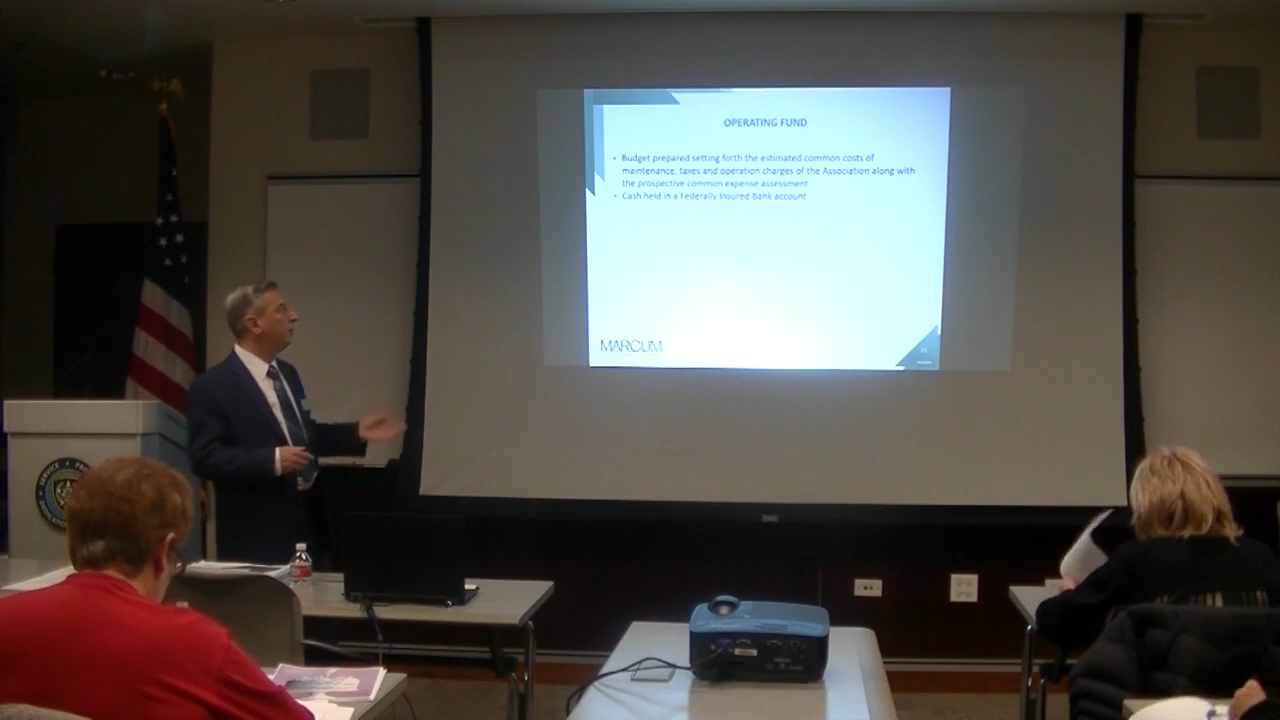 OPERATING FUND
• Budget prepared setting forth the estimated common costs of
maintenance, taxes and operation charges of the Association along with
the prospective common expense assessment
• Cash held in a Federally Insured Bank account
MARCUM
SERVICE